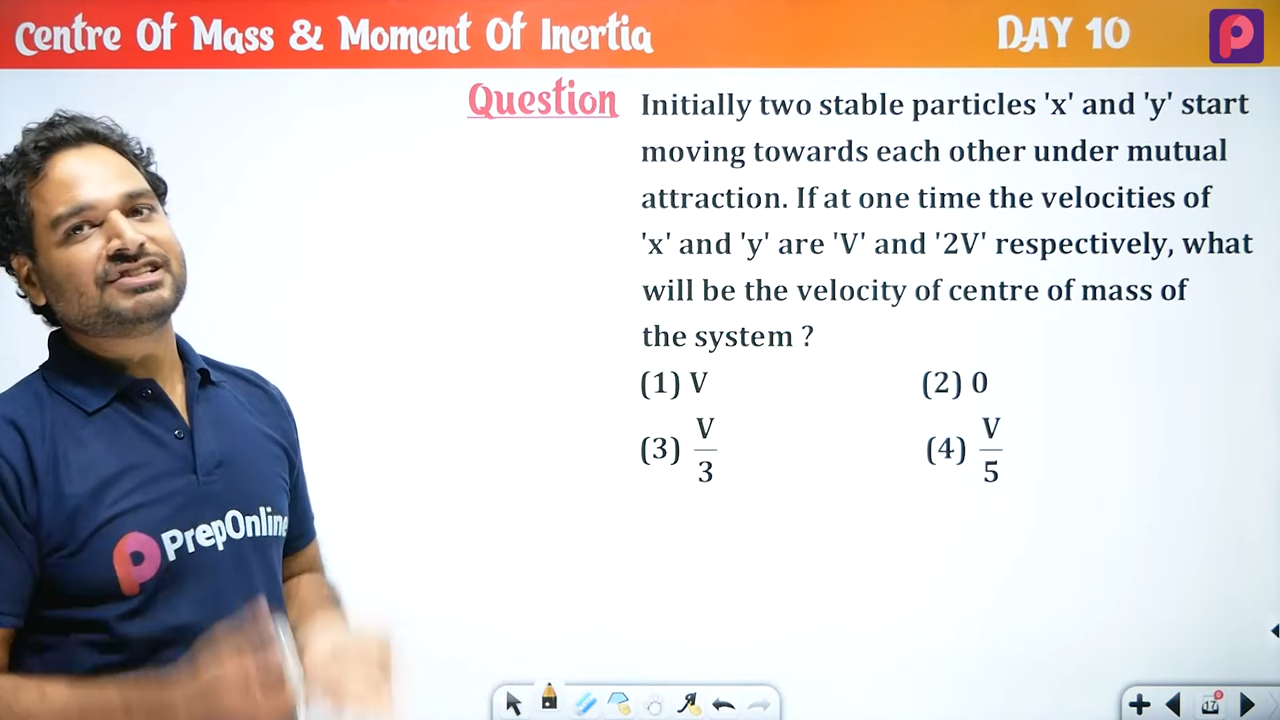 Centre Of Mass & Moment Of Inertia
DAY 10
Question
Initially two stable particles 'x' and 'y' start
moving towards each other under mutual
attraction. If at one time the velocities of
'x' and 'y' are 'V' and '2V' respectively, what
will be the velocity of centre of mass of
the system ?
(1) V
(2) 0
(3) V/3
(4) V/5
PrepOnline
17